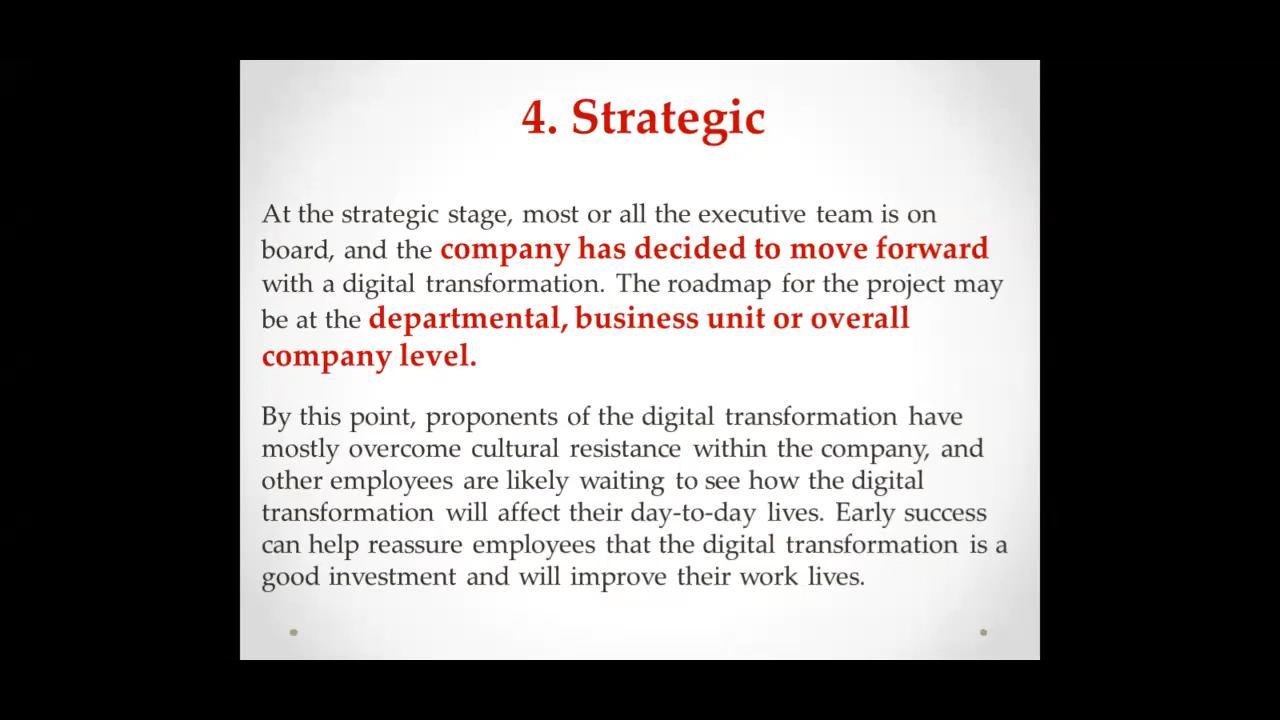 4. Strategic
At the strategic stage, most or all the executive team is on
board, and the company has decided to move forward
with a digital transformation. The roadmap for the project may
be at the departmental, business unit or overall
company level.
By this point, proponents of the digital transformation have
mostly overcome cultural resistance within the company, and
other employees are likely waiting to see how the digital
transformation will affect their day-to-day lives. Early success
can help reassure employees that the digital transformation is a
good investment and will improve their work lives.